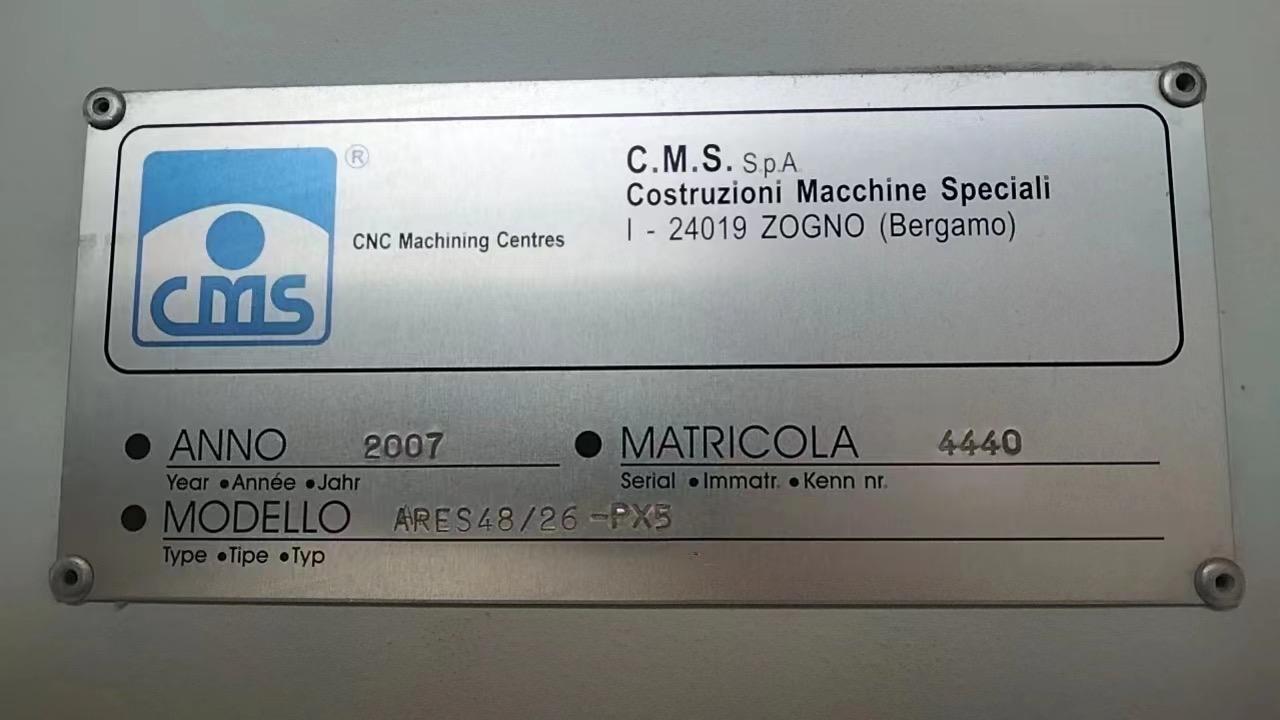 cms ®
CNC Machining Centres
C.M.S. S.p.A.
Costruzioni Macchine Speciali
I - 24019 ZOGNO (Bergamo)
● ANNO 2007
Year ●Année ●Jahr
● MATRICOLA 4440
Serial ●Immatr. ●Kenn nr.
● MODELLO ARES48/26-PX5
Type ●Tipe ●Typ